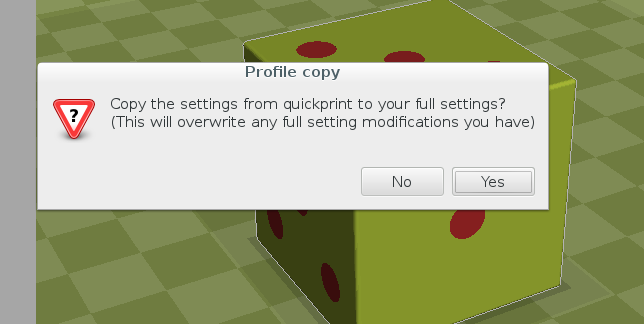 Profile copy
?
Copy the settings from quickprint to your full settings?
(This will overwrite any full setting modifications you have)
No
Yes